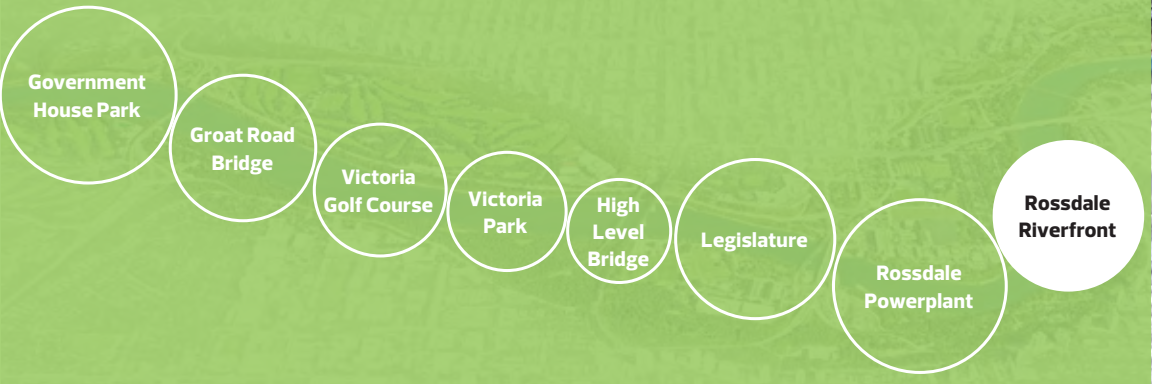 Government
House Park
Groat Road
Bridge
Victoria
Golf Course
Victoria
Park
High
Level
Bridge
Legislature
Rossdale
Powerplant
Rossdale
Riverfront